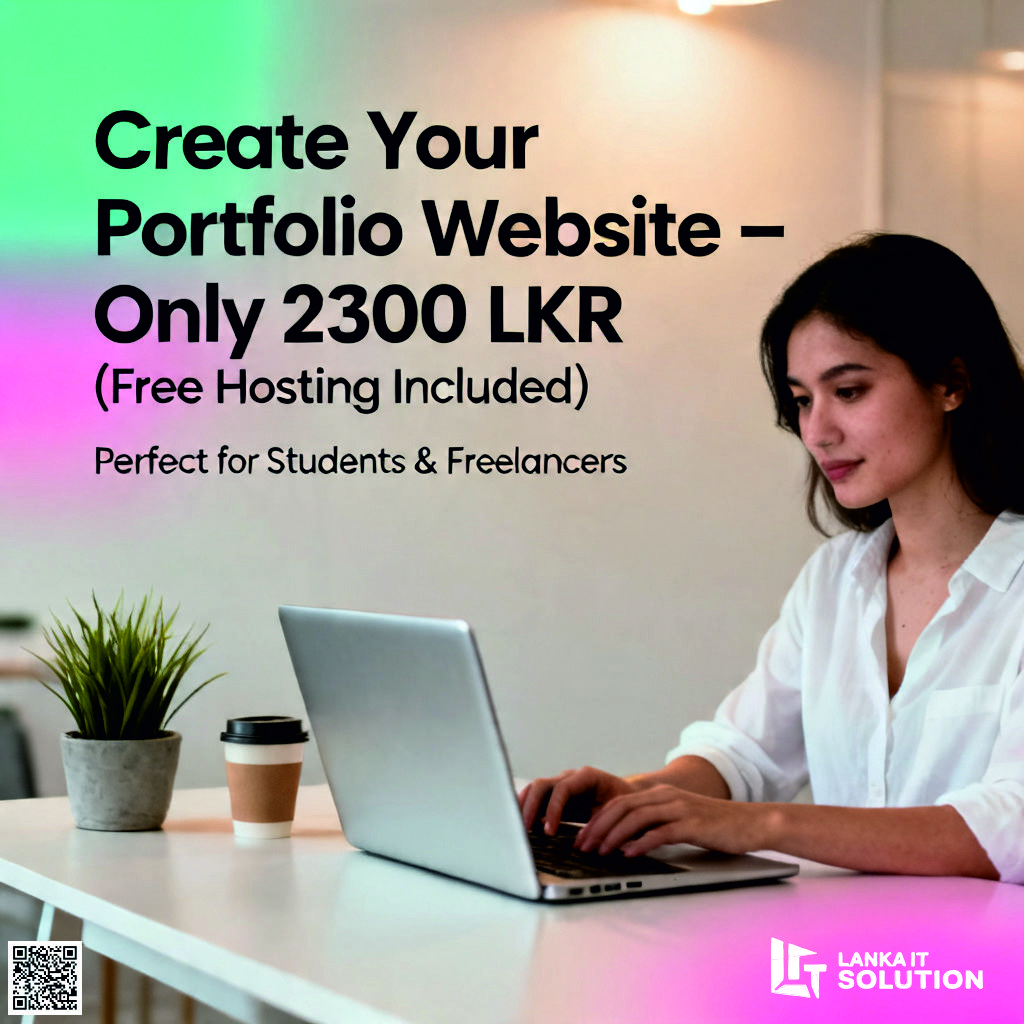 Create Your
Portfolio Website –
Only 2300 LKR
(Free Hosting Included)
Perfect for Students & Freelancers
LANKA IT
SOLUTION